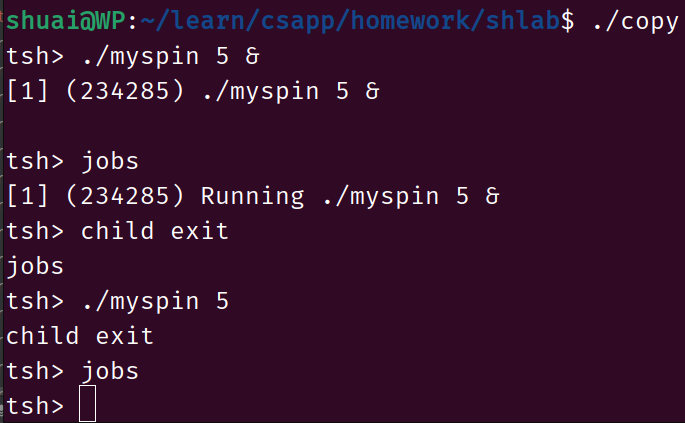 shuai@WP:~/learn/csapp/homework/shlab$ ./copy
tsh> ./myspin 5 &
[1] (234285) ./myspin 5 &
tsh> jobs
[1] (234285) Running ./myspin 5 &
tsh> child exit
jobs
tsh> ./myspin 5
child exit
tsh> jobs
tsh>